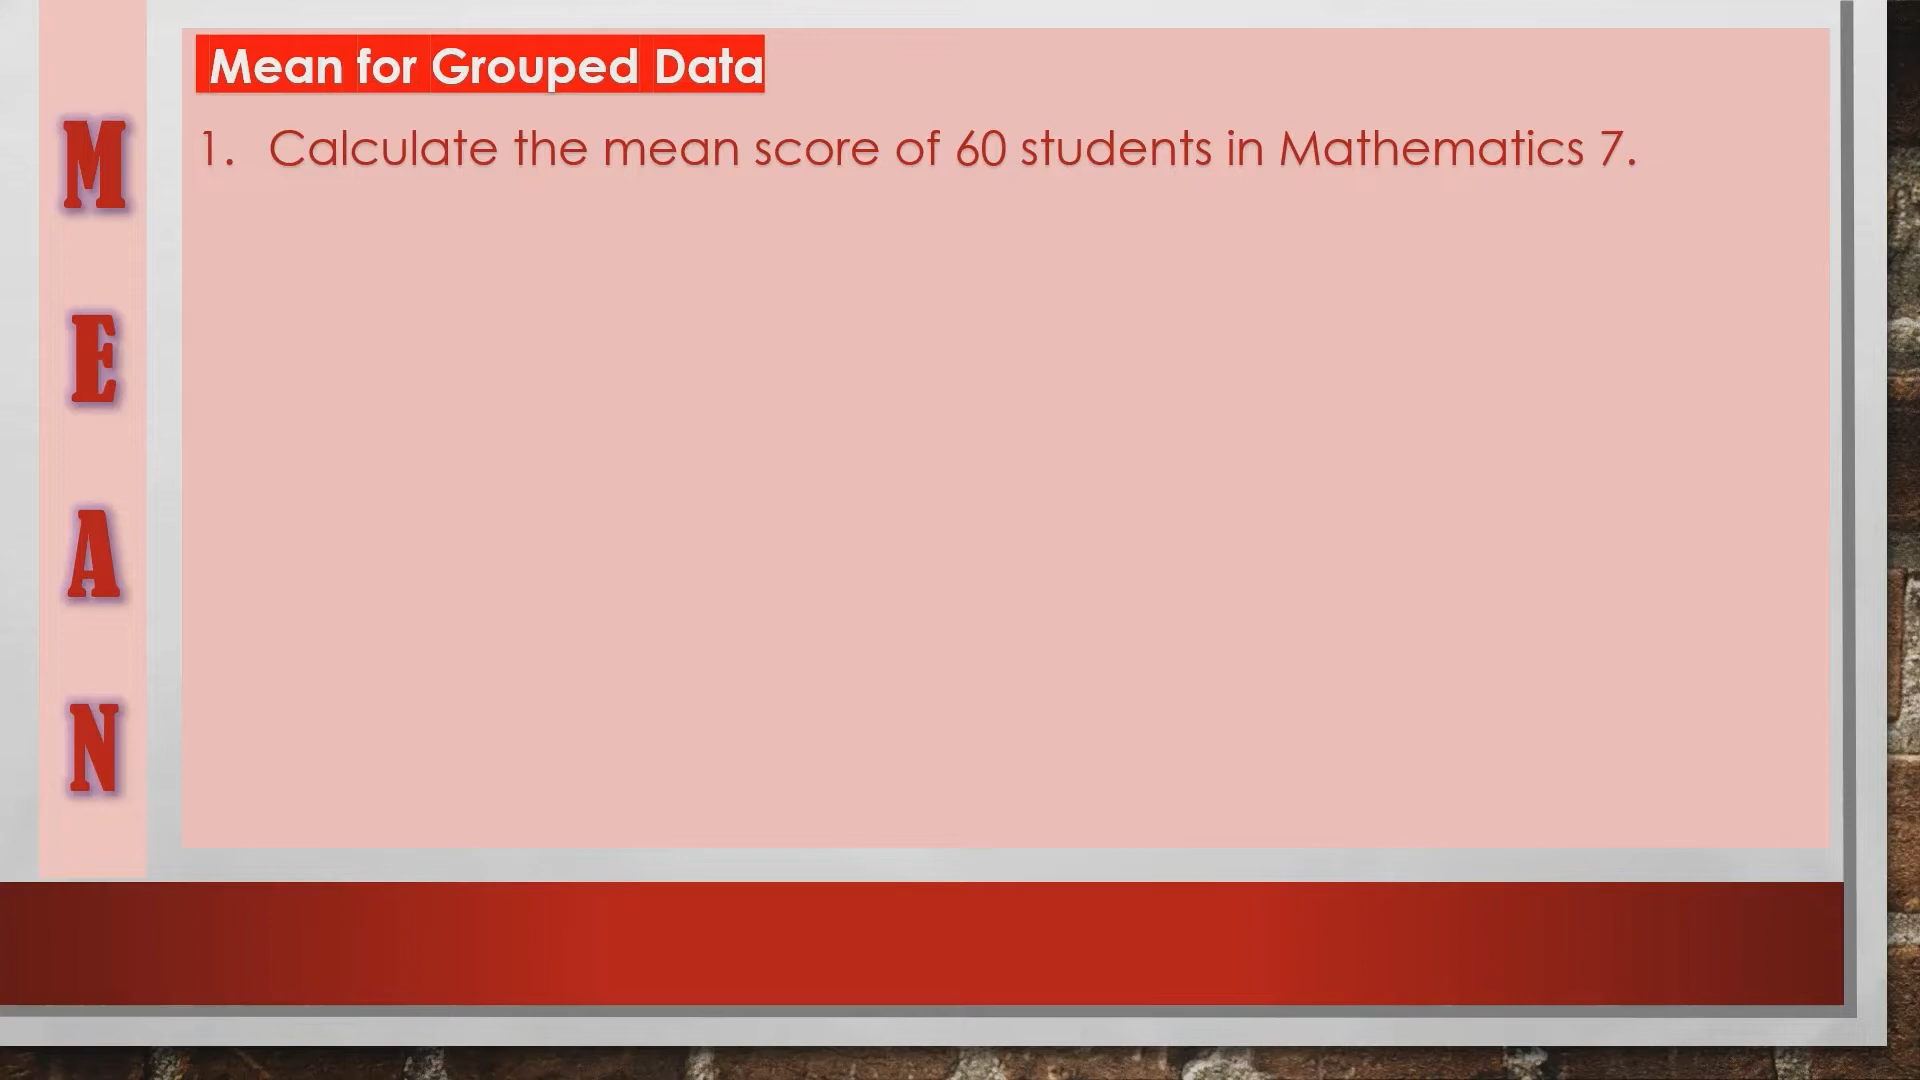 M
E
A
N
Mean for Grouped Data
1. Calculate the mean score of 60 students in Mathematics 7.